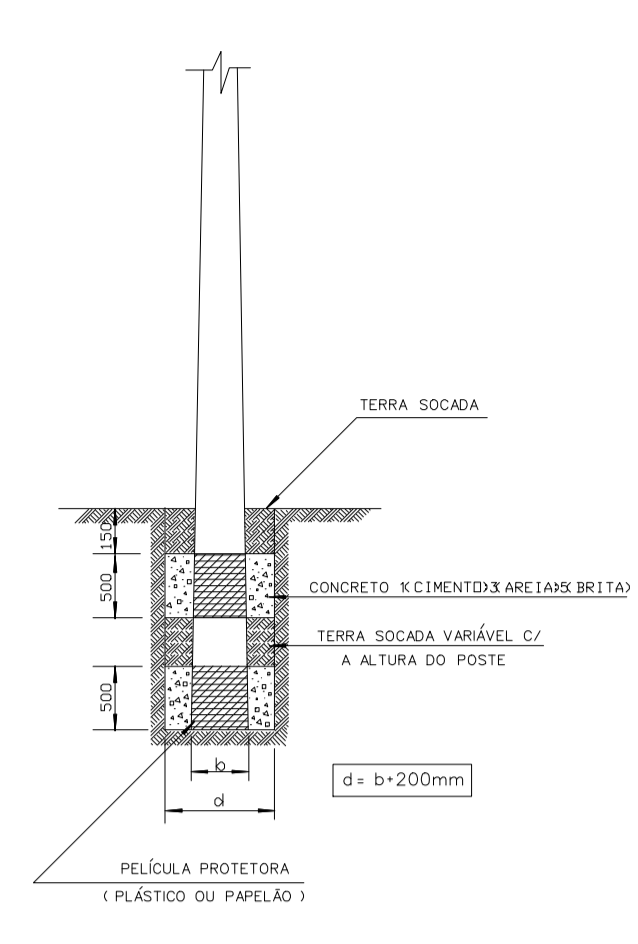 TERRA SOCADA
150
500
CONCRETO 1(CIMENTO)3(AREIA)5(BRITA)
TERRA SOCADA VARIÁVEL C/
A ALTURA DO POSTE
500
b
d= b+200mm
d
PELÍCULA PROTETORA
( PLÁSTICO OU PAPELÃO )